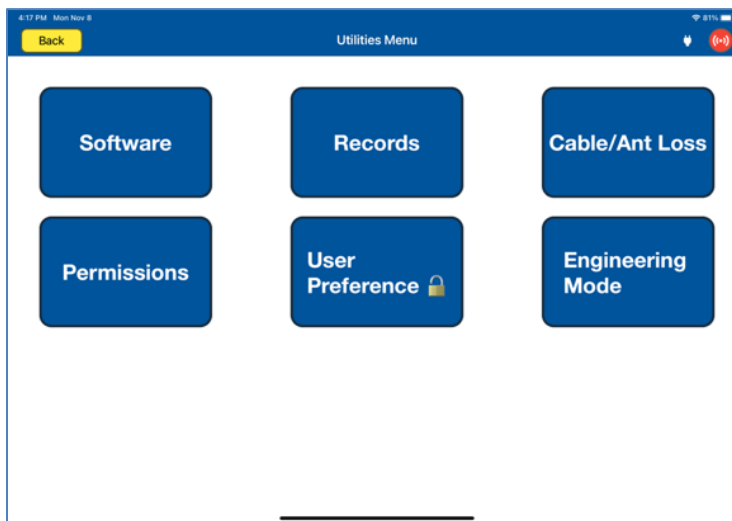 4:17 PM Mon Nov 8
81%
Back
Utilities Menu
Software
Records
Cable/Ant Loss
Permissions
User
Preference
Engineering
Mode